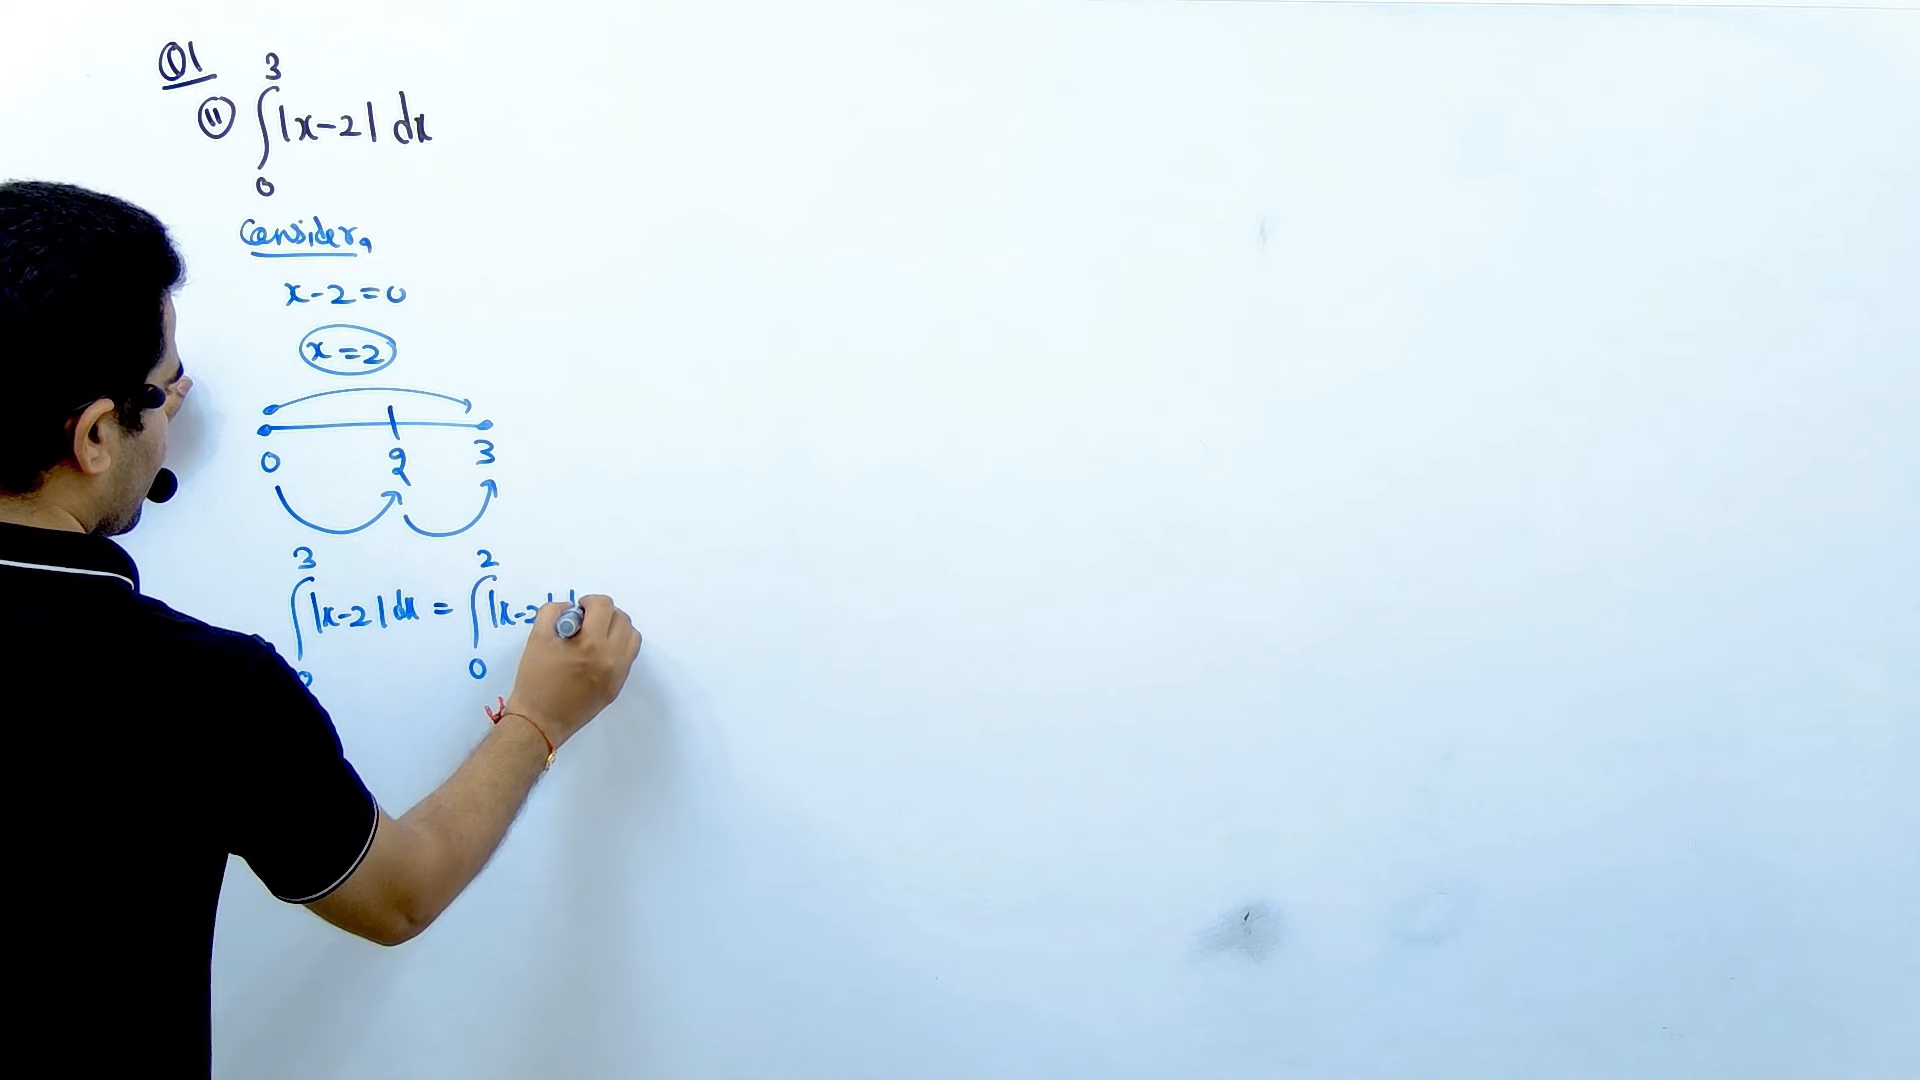 Q1
(ii) ∫₀³ |x-2| dx
Consider,
x-2=0
x=2
0 2 3
∫₀³ |x-2| dx = ∫₀² |x-2|